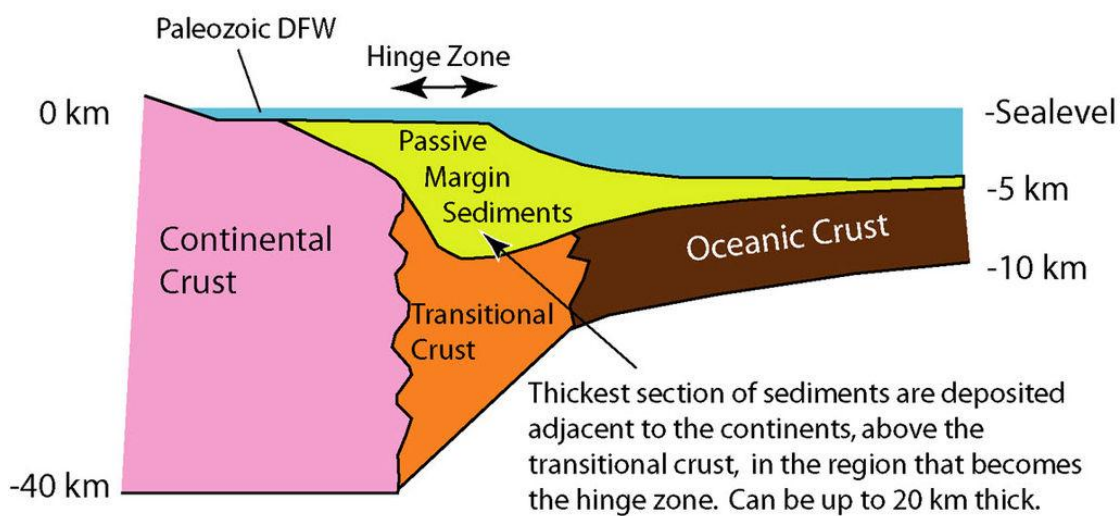 Paleozoic DFW
Hinge Zone
0 km
-Sealevel
Passive
Margin
Sediments
-5 km
Continental
Crust
Oceanic Crust
-10 km
Transitional
Crust
Thickest section of sediments are deposited
adjacent to the continents, above the
transitional crust, in the region that becomes
the hinge zone. Can be up to 20 km thick.
-40 km